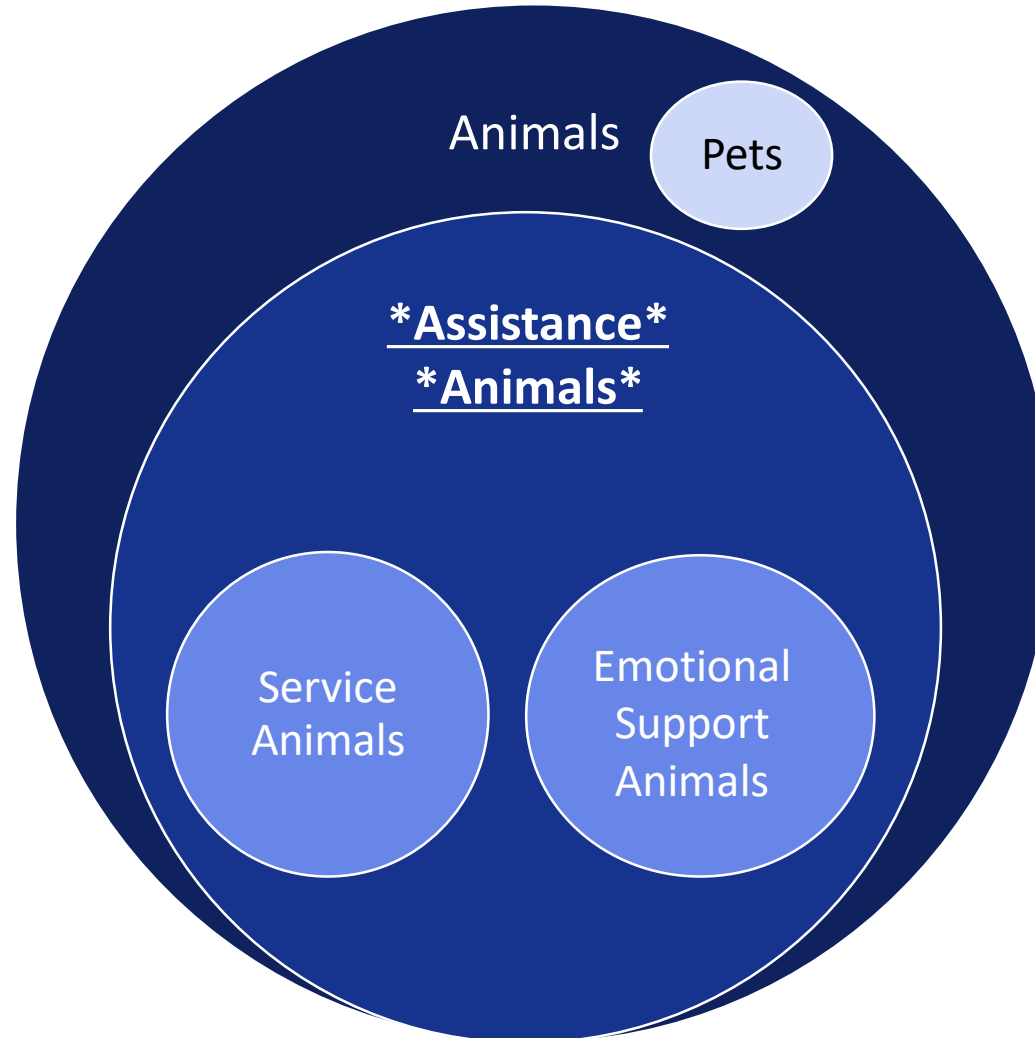 Animals
Pets
*Assistance*
*Animals*
Service
Animals
Emotional
Support
Animals